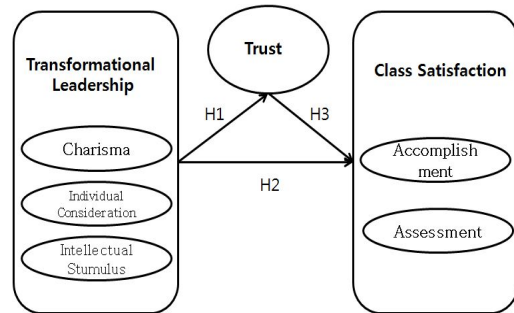 Transformational
Leadership
Charisma
Individual
Consideration
Intellectual
Stumulus
Trust
H1
H3
H2
Class Satisfaction
Accomplish
ment
Assessment